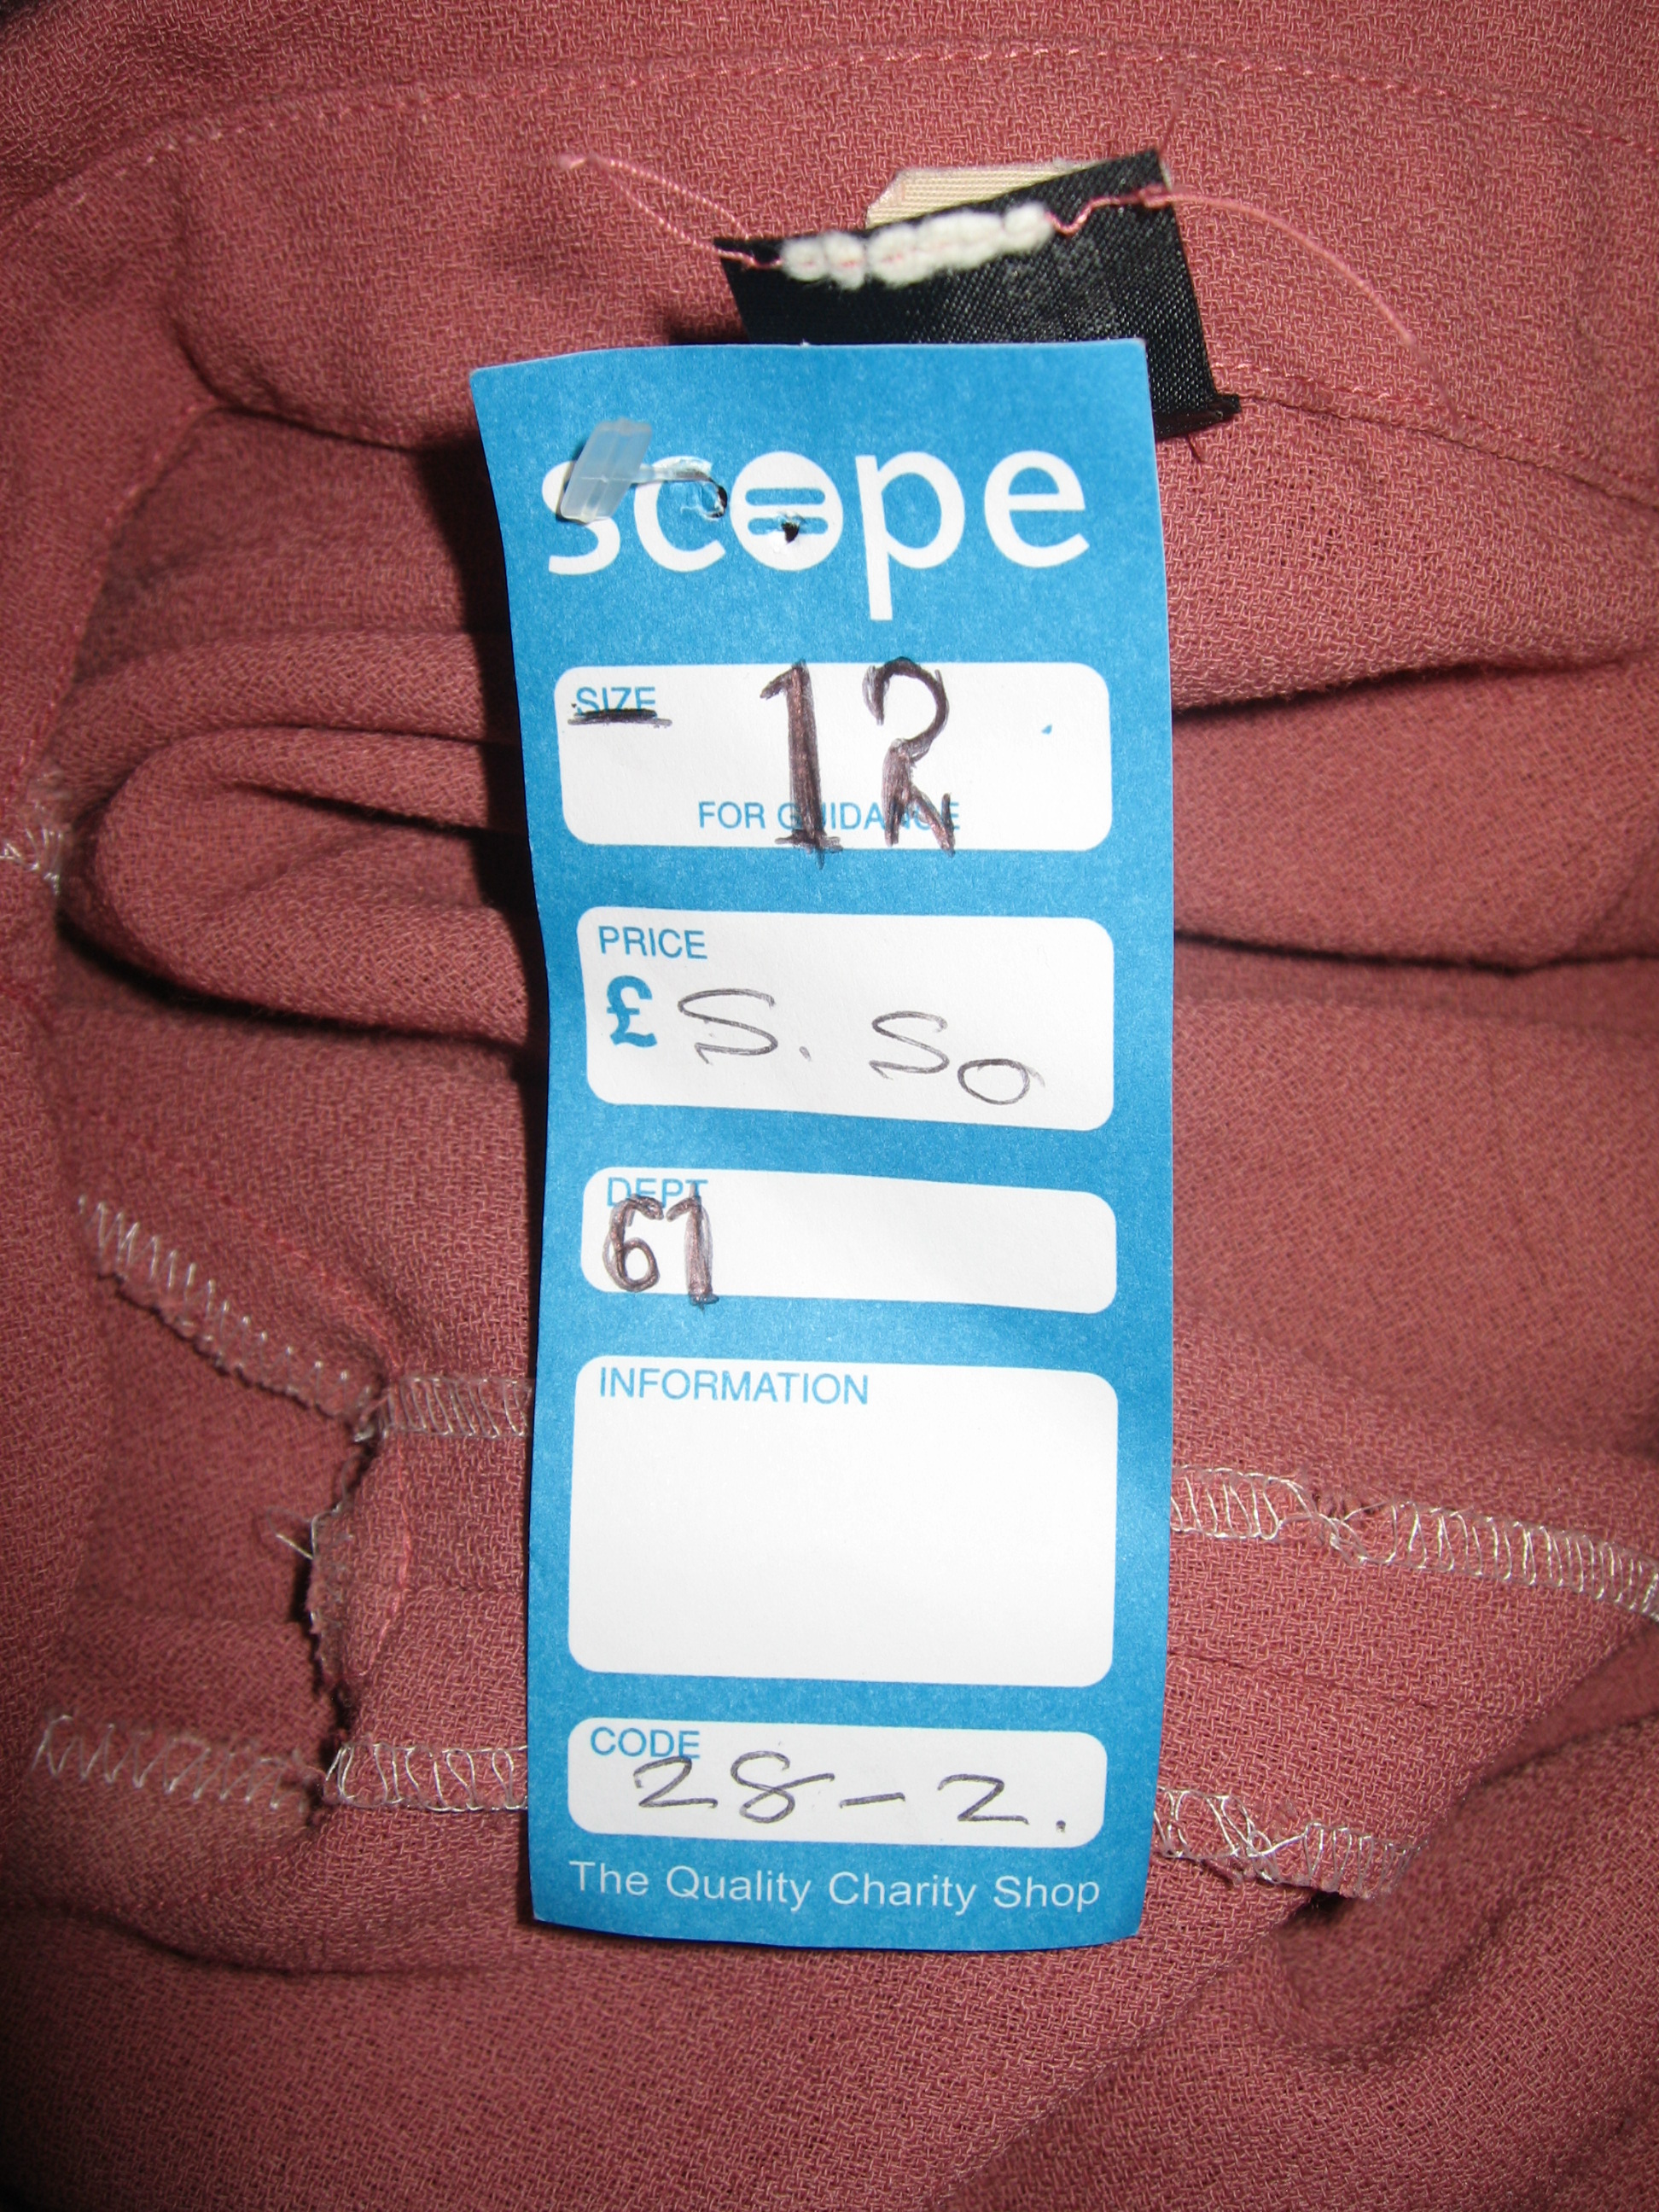 scope
SIZE 12
FOR GUIDANCE
PRICE
£ 5.50
DEPT
61
INFORMATION
CODE
28-2.
The Quality Charity Shop